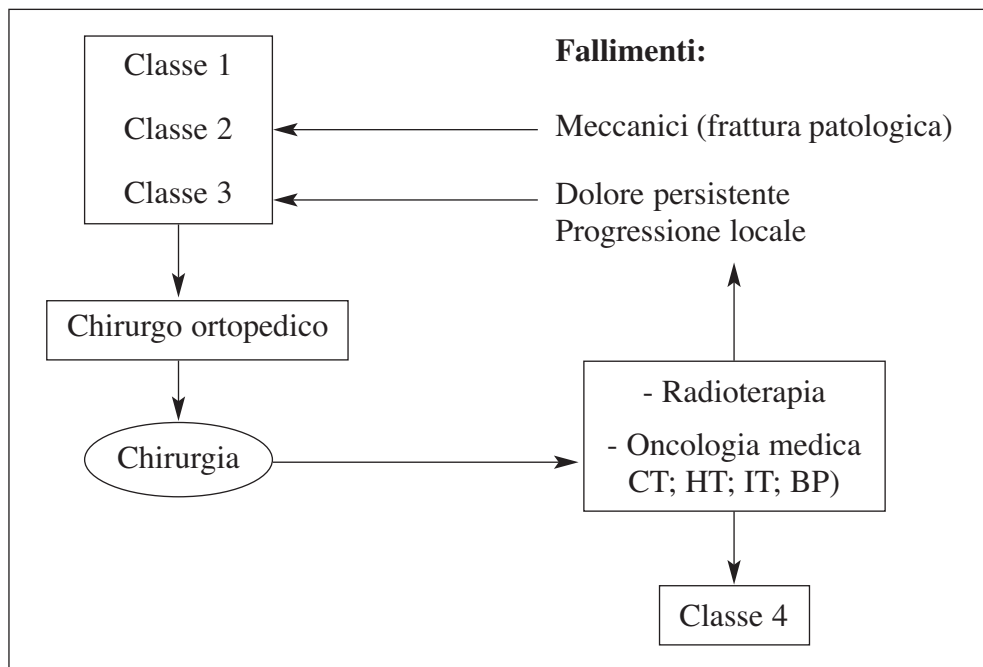 Classe 1
Classe 2
Classe 3
Fallimenti:
Meccanici (frattura patologica)
Dolore persistente
Progressione locale
Chirurgo ortopedico
Chirurgia
- Radioterapia
- Oncologia medica
CT; HT; IT; BP)
Classe 4